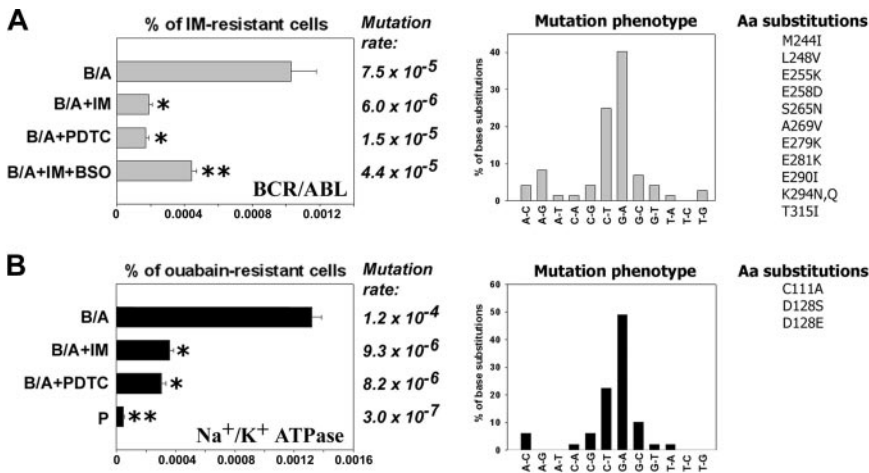 A
% of IM-resistant cells
Mutation rate:
B/A 7.5 x 10-5
B/A+IM * 6.0 x 10-6
B/A+PDTC * 1.5 x 10-5
B/A+IM+BSO ** 4.4 x 10-5
BCR/ABL
0 0.0004 0.0008 0.0012
Mutation phenotype
% of base substitutions
40
20
0
A-C A-G A-T C-A C-G C-T G-A G-C G-T T-A T-C T-G
Aa substitutions
M244I
L248V
E255K
E258D
S265N
A269V
E279K
E281K
E290I
K294N,Q
T315I
B
% of ouabain-resistant cells
Mutation rate:
B/A 1.2 x 10-4
B/A+IM * 9.3 x 10-6
B/A+PDTC * 8.2 x 10-6
P ** 3.0 x 10-7
Na+/K+ ATPase
0 0.0004 0.0008 0.0012 0.0016
Mutation phenotype
% of base substitutions
60
50
40
30
20
10
0
A-C A-G A-T C-A C-G C-T G-A G-C G-T T-A T-C T-G
Aa substitutions
C111A
D128S
D128E